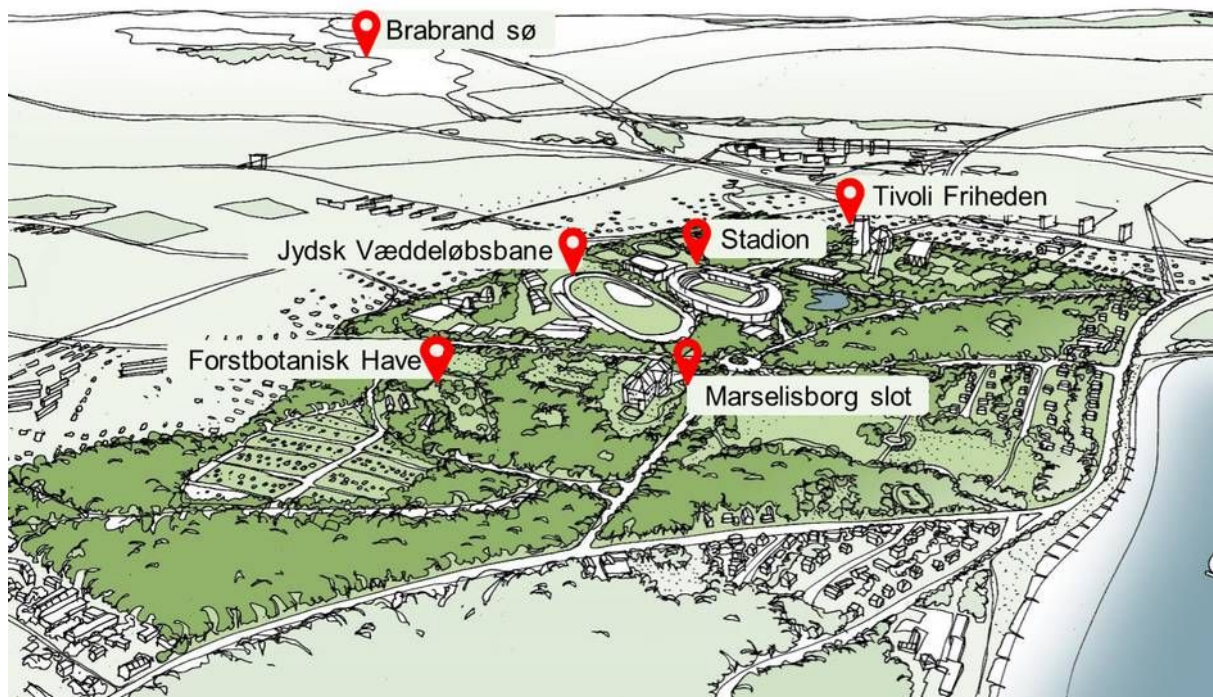 Brabrand sø
Tivoli Friheden
Stadion
Jydsk Væddeløbsbane
Forstbotanisk Have
Marselisborg slot